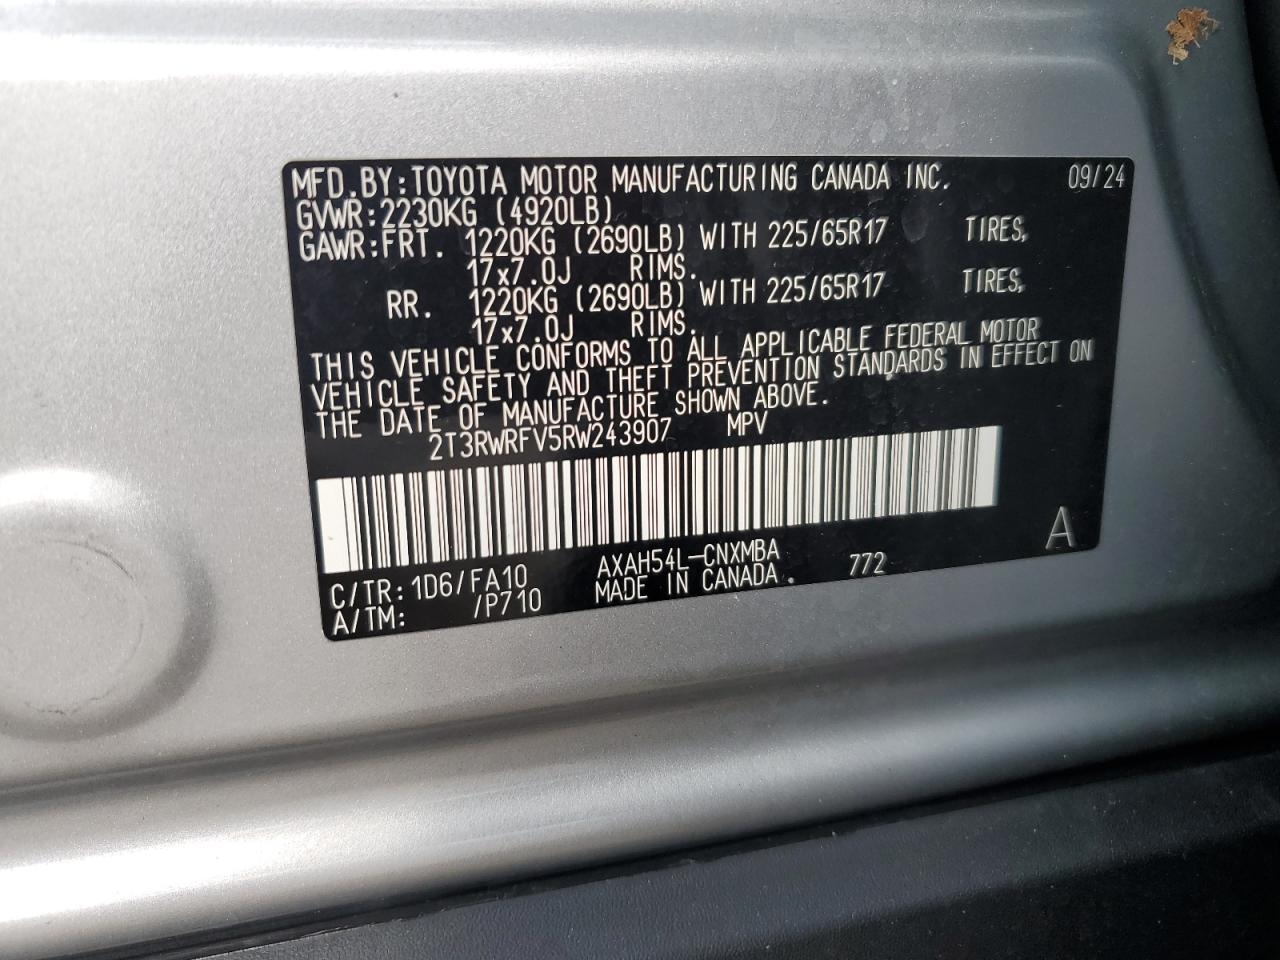 MFD.BY:TOYOTA MOTOR MANUFACTURING CANADA INC. 09/24
GVWR:2230KG (4920LB)
GAWR:FRT. 1220KG (2690LB) WITH 225/65R17 TIRES,
17x7.0J RIMS.
RR. 1220KG (2690LB) WITH 225/65R17 TIRES,
17x7.0J RIMS.
THIS VEHICLE CONFORMS TO ALL APPLICABLE FEDERAL MOTOR
VEHICLE SAFETY AND THEFT PREVENTION STANDARDS IN EFFECT ON
THE DATE OF MANUFACTURE SHOWN ABOVE.
2T3RWRFV5RW243907 MPV
A
C/TR:1D6/FA10 AXAH54L-CNXMBA 772
A/TM: /P710 MADE IN CANADA.